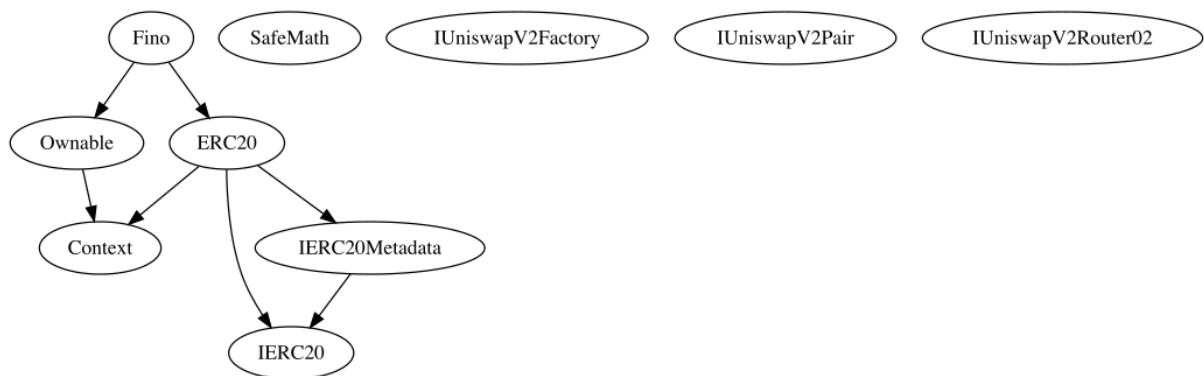 Fino
SafeMath
IUniswapV2Factory
IUniswapV2Pair
IUniswapV2Router02
Ownable
ERC20
Context
IERC20Metadata
IERC20